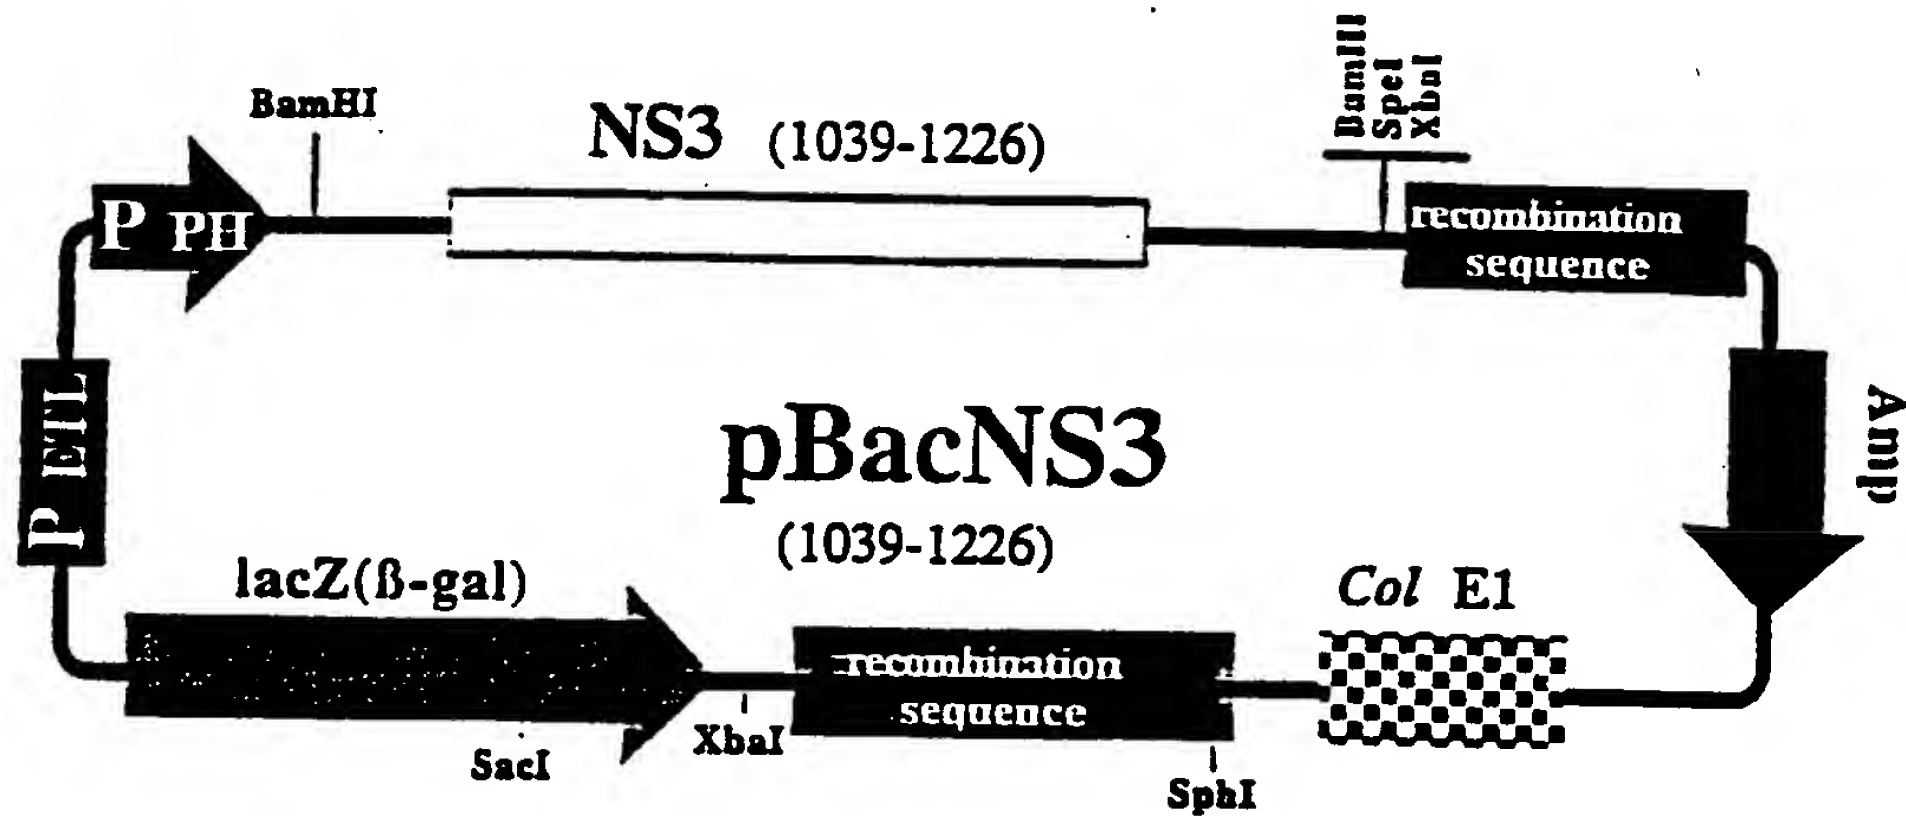 BamHI
NS3 (1039-1226)
BamIII
SpeI
XbaI
P PH
recombination
sequence
P ETL
pBacNS3
(1039-1226)
Amp
lacZ(ß-gal)
Col E1
recombination
sequence
SacI
XbaI
SphI